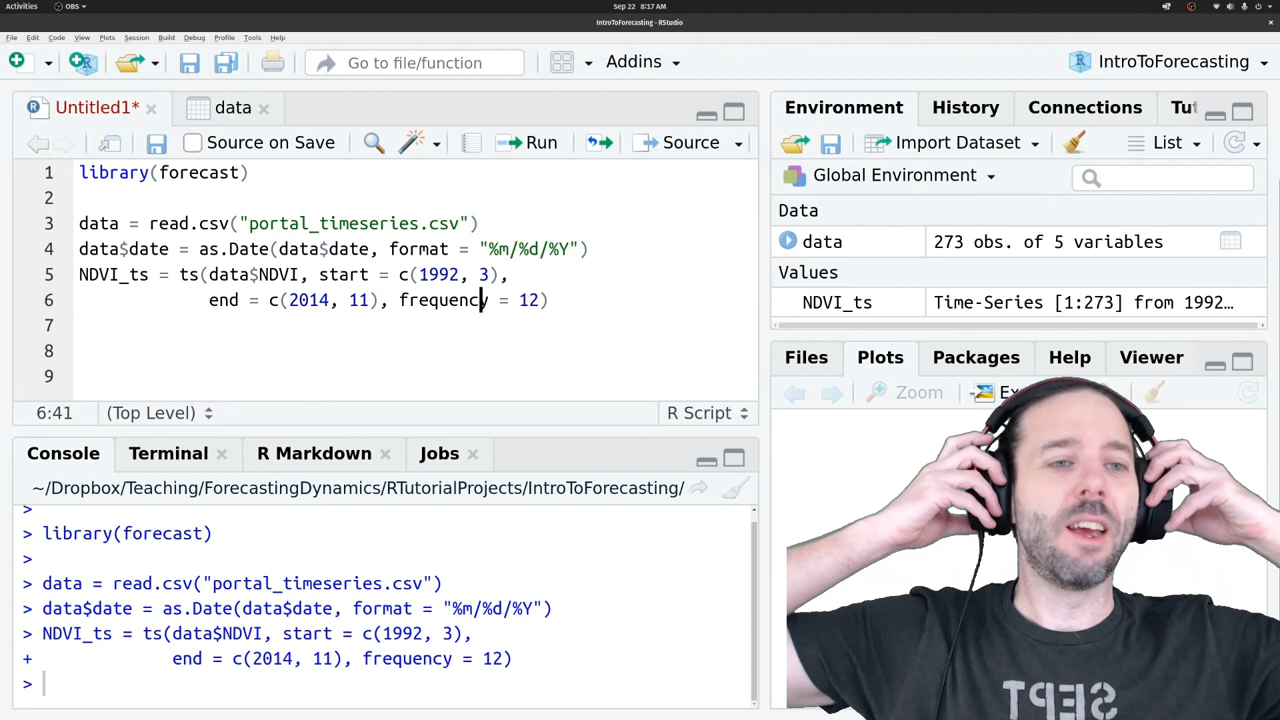 Activities
OBS
Sep 22 8:17 AM
IntroToForecasting - RStudio
File Edit Code View Plots Session Build Debug Profile Tools Help
Go to file/function
Addins
IntroToForecasting
Untitled1*
data
Source on Save
Run
Source
1 library(forecast)
2
3 data = read.csv("portal_timeseries.csv")
4 data$date = as.Date(data$date, format = "%m/%d/%Y")
5 NDVI_ts = ts(data$NDVI, start = c(1992, 3),
6 end = c(2014, 11), frequency = 12)
7
8
9
6:41 (Top Level) R Script
Console Terminal R Markdown Jobs
~/Dropbox/Teaching/ForecastingDynamics/RTutorialProjects/IntroToForecasting/
>
> library(forecast)
>
> data = read.csv("portal_timeseries.csv")
> data$date = as.Date(data$date, format = "%m/%d/%Y")
> NDVI_ts = ts(data$NDVI, start = c(1992, 3),
+ end = c(2014, 11), frequency = 12)
>
Environment History Connections Tut
Import Dataset List
Global Environment
Data
data 273 obs. of 5 variables
Values
NDVI_ts Time-Series [1:273] from 1992…
Files Plots Packages Help Viewer
Zoom Ex
SEPT